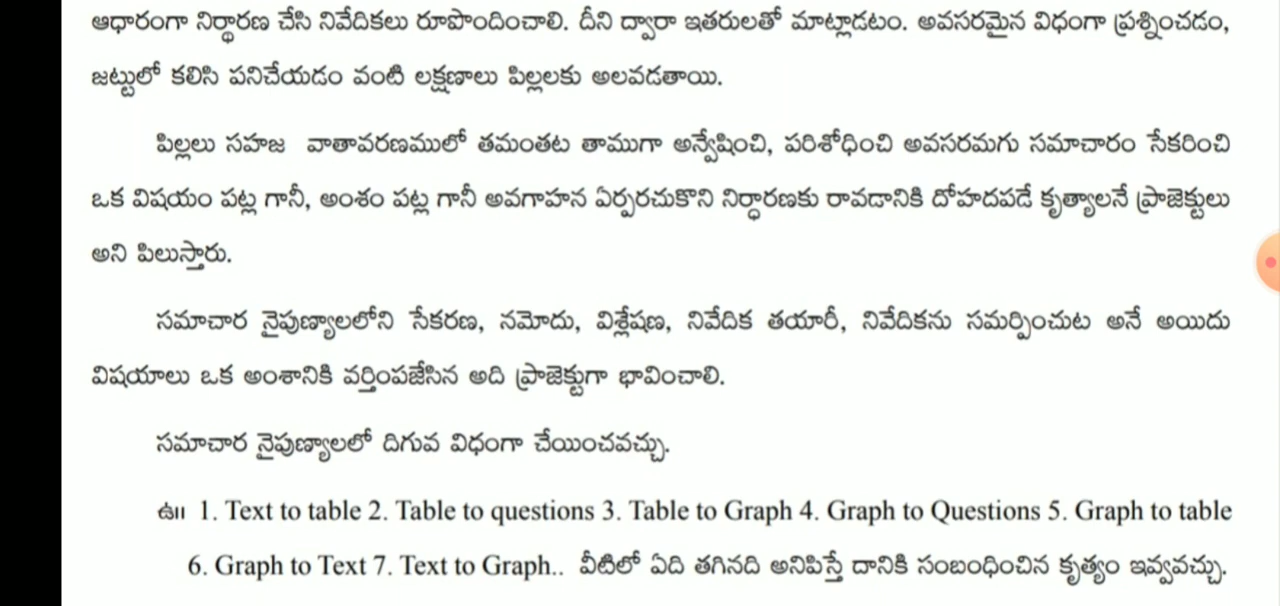 ఆధారంగా నిర్ధారణ చేసి నివేదికలు రూపొందించాలి. దీని ద్వారా ఇతరులతో మాట్లాడటం. అవసరమైన విధంగా ప్రశ్నించడం,
జట్టులో కలిసి పనిచేయడం వంటి లక్షణాలు పిల్లలకు అలవడతాయి.
పిల్లలు సహజ వాతావరణములో తమంతట తాముగా అన్వేషించి, పరిశోధించి అవసరమగు సమాచారం సేకరించి
ఒక విషయం పట్ల గానీ, అంశం పట్ల గానీ అవగాహన ఏర్పరచుకొని నిర్ధారణకు రావడానికి దోహదపడే కృత్యాలనే ప్రాజెక్టులు
అని పిలుస్తారు.
సమాచార నైపుణ్యాలలోని సేకరణ, నమోదు, విశ్లేషణ, నివేదిక తయారీ, నివేదికను సమర్పించుట అనే అయిదు
విషయాలు ఒక అంశానికి వర్తింపజేసిన అది ప్రాజెక్టుగా భావించాలి.
సమాచార నైపుణ్యాలలో దిగువ విధంగా చేయించవచ్చు.
ఉ॥ 1. Text to table 2. Table to questions 3. Table to Graph 4. Graph to Questions 5. Graph to table
6. Graph to Text 7. Text to Graph.. వీటిలో ఏది తగినది అనిపిస్తే దానికి సంబంధించిన కృత్యం ఇవ్వవచ్చు.